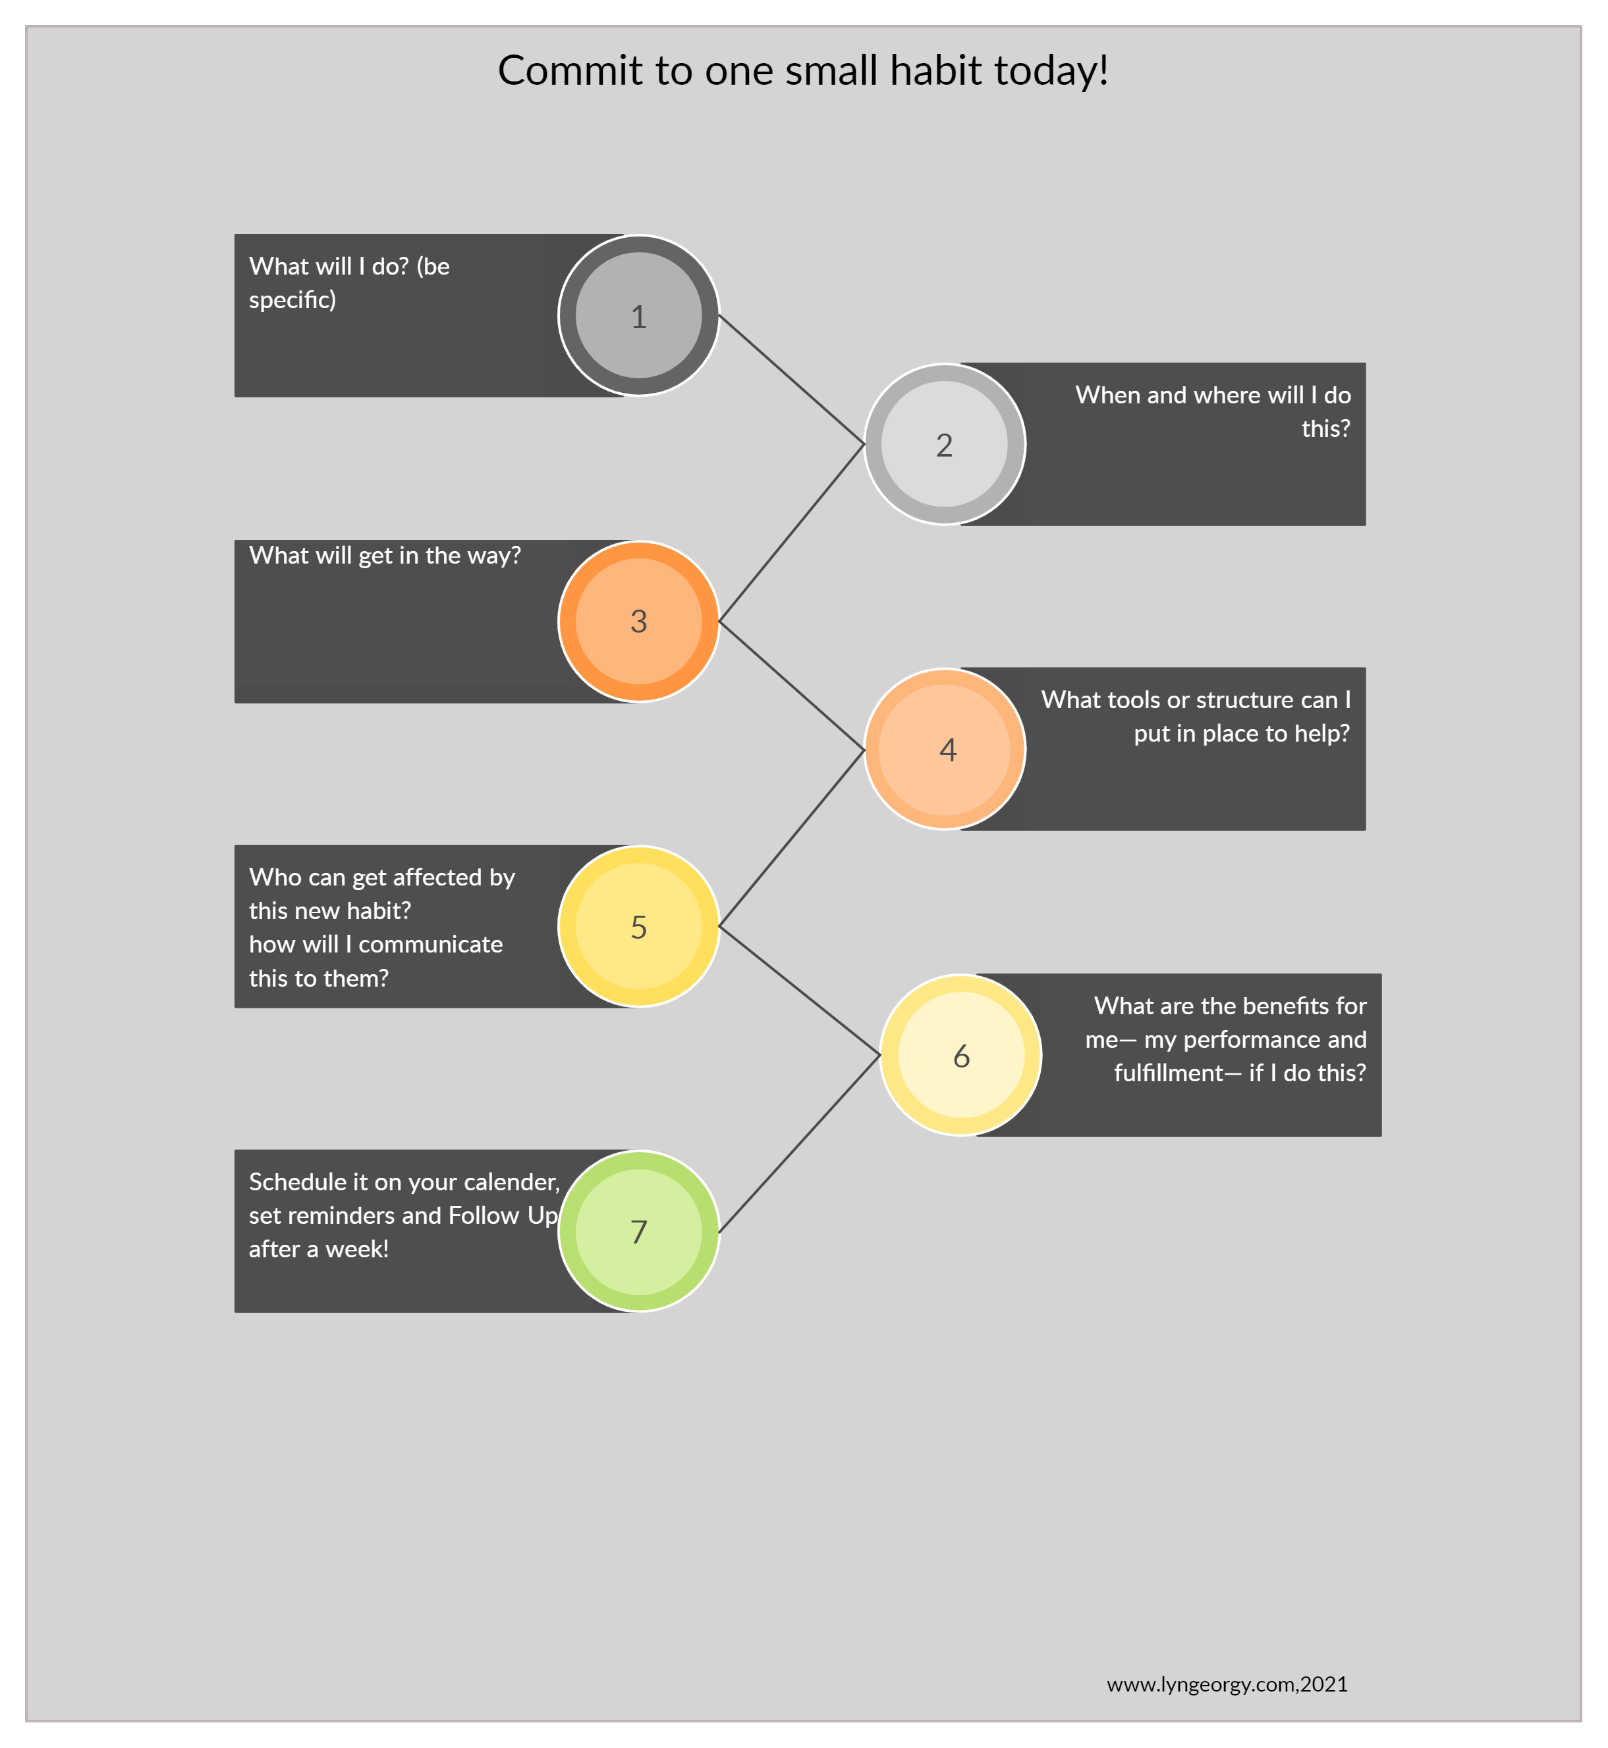 Commit to one small habit today!
What will I do? (be
specific)
1
2
When and where will I do
this?
What will get in the way?
3
4
What tools or structure can I
put in place to help?
Who can get affected by
this new habit?
how will I communicate
this to them?
5
6
What are the benefits for
me— my performance and
fulfillment— if I do this?
Schedule it on your calender,
set reminders and Follow Up
after a week!
7
www.lyngeorgy.com,2021